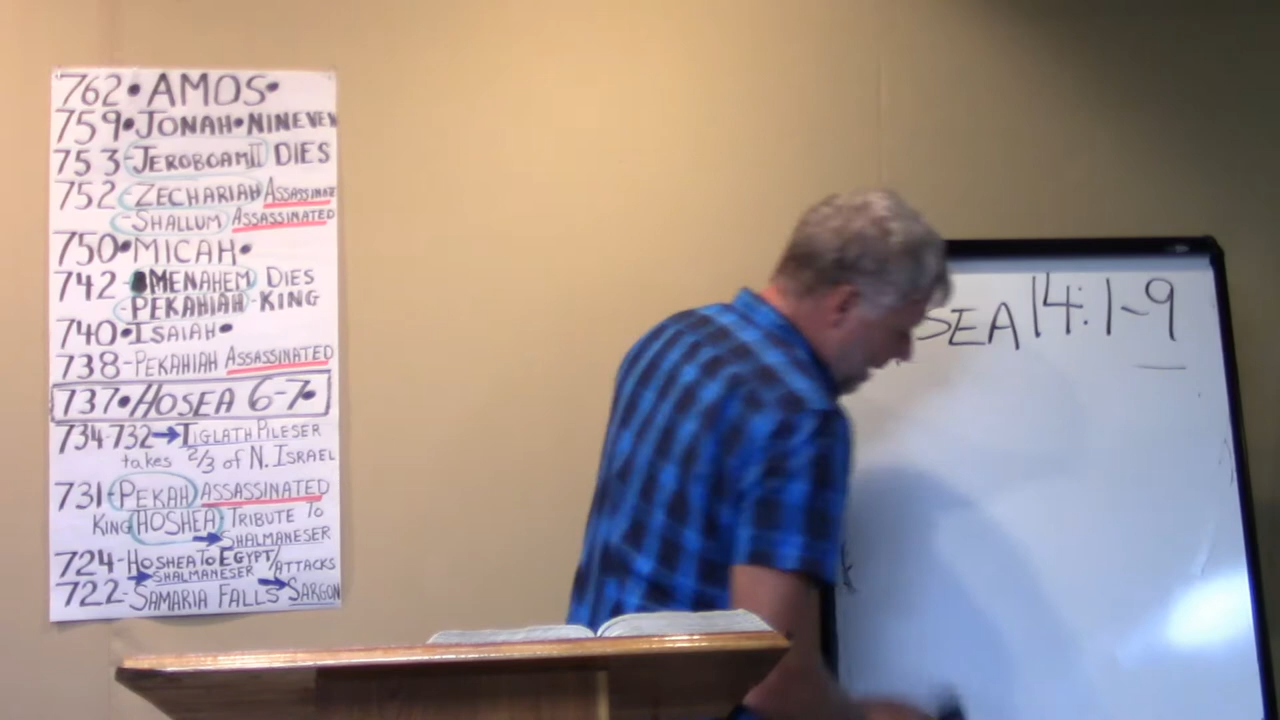 762•AMOS•
759•JONAH•NINEVEH
753-JEROBOAM II DIES
752-ZECHARIAH ASSASSINATE
-SHALLUM ASSASSINATED
750•MICAH•
742-MENAHEM DIES
-PEKAHIAH-KING
740•ISAIAH•
738-PEKAHIAH ASSASSINATED
737•HOSEA 6-7•
734-732→TIGLATH PILESER
takes 2/3 of N. ISRAEL
731-PEKAH ASSASSINATED
KING HOSHEA TRIBUTE TO
→SHALMANESER
724-HOSHEA TO EGYPT/
→SHALMANESER ATTACKS
722-SAMARIA FALLS→SARGON
SEA 14:1-9